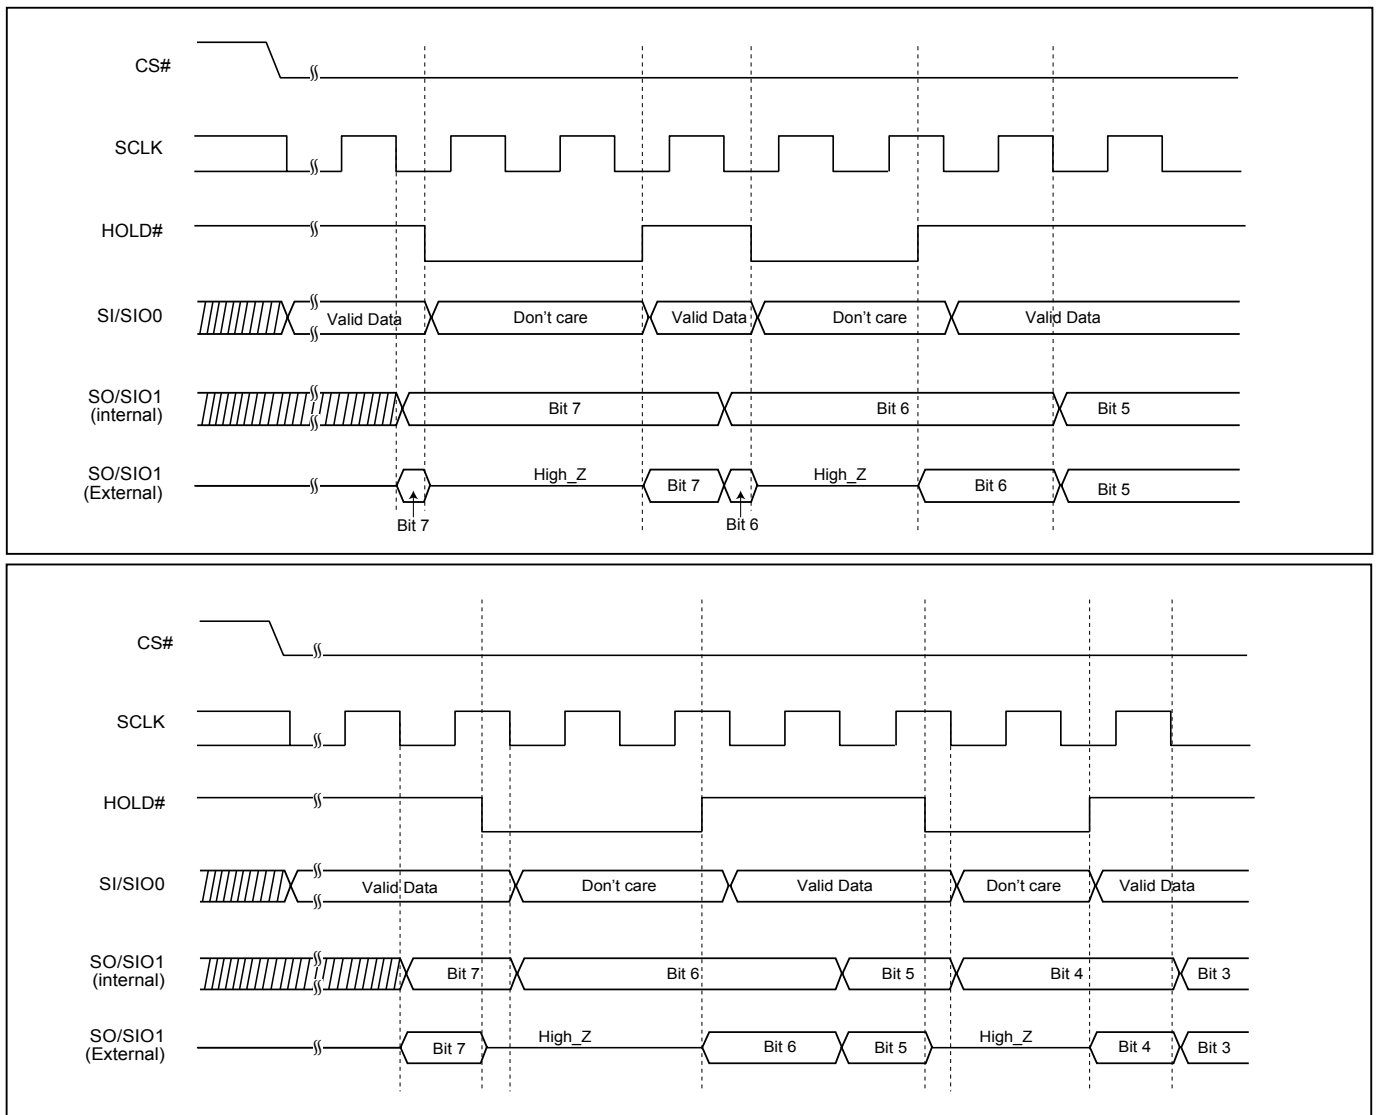 CS#
SCLK
HOLD#
SI/SIO0
Valid Data
Don't care
Valid Data
Don't care
Valid Data
SO/SIO1
(internal)
Bit 7
Bit 6
Bit 5
SO/SIO1
(External)
High_Z
Bit 7
High_Z
Bit 6
Bit 5
Bit 7
Bit 6
CS#
SCLK
HOLD#
SI/SIO0
Valid Data
Don't care
Valid Data
Don't care
Valid Data
SO/SIO1
(internal)
Bit 7
Bit 6
Bit 5
Bit 4
Bit 3
SO/SIO1
(External)
Bit 7
High_Z
Bit 6
Bit 5
High_Z
Bit 4
Bit 3